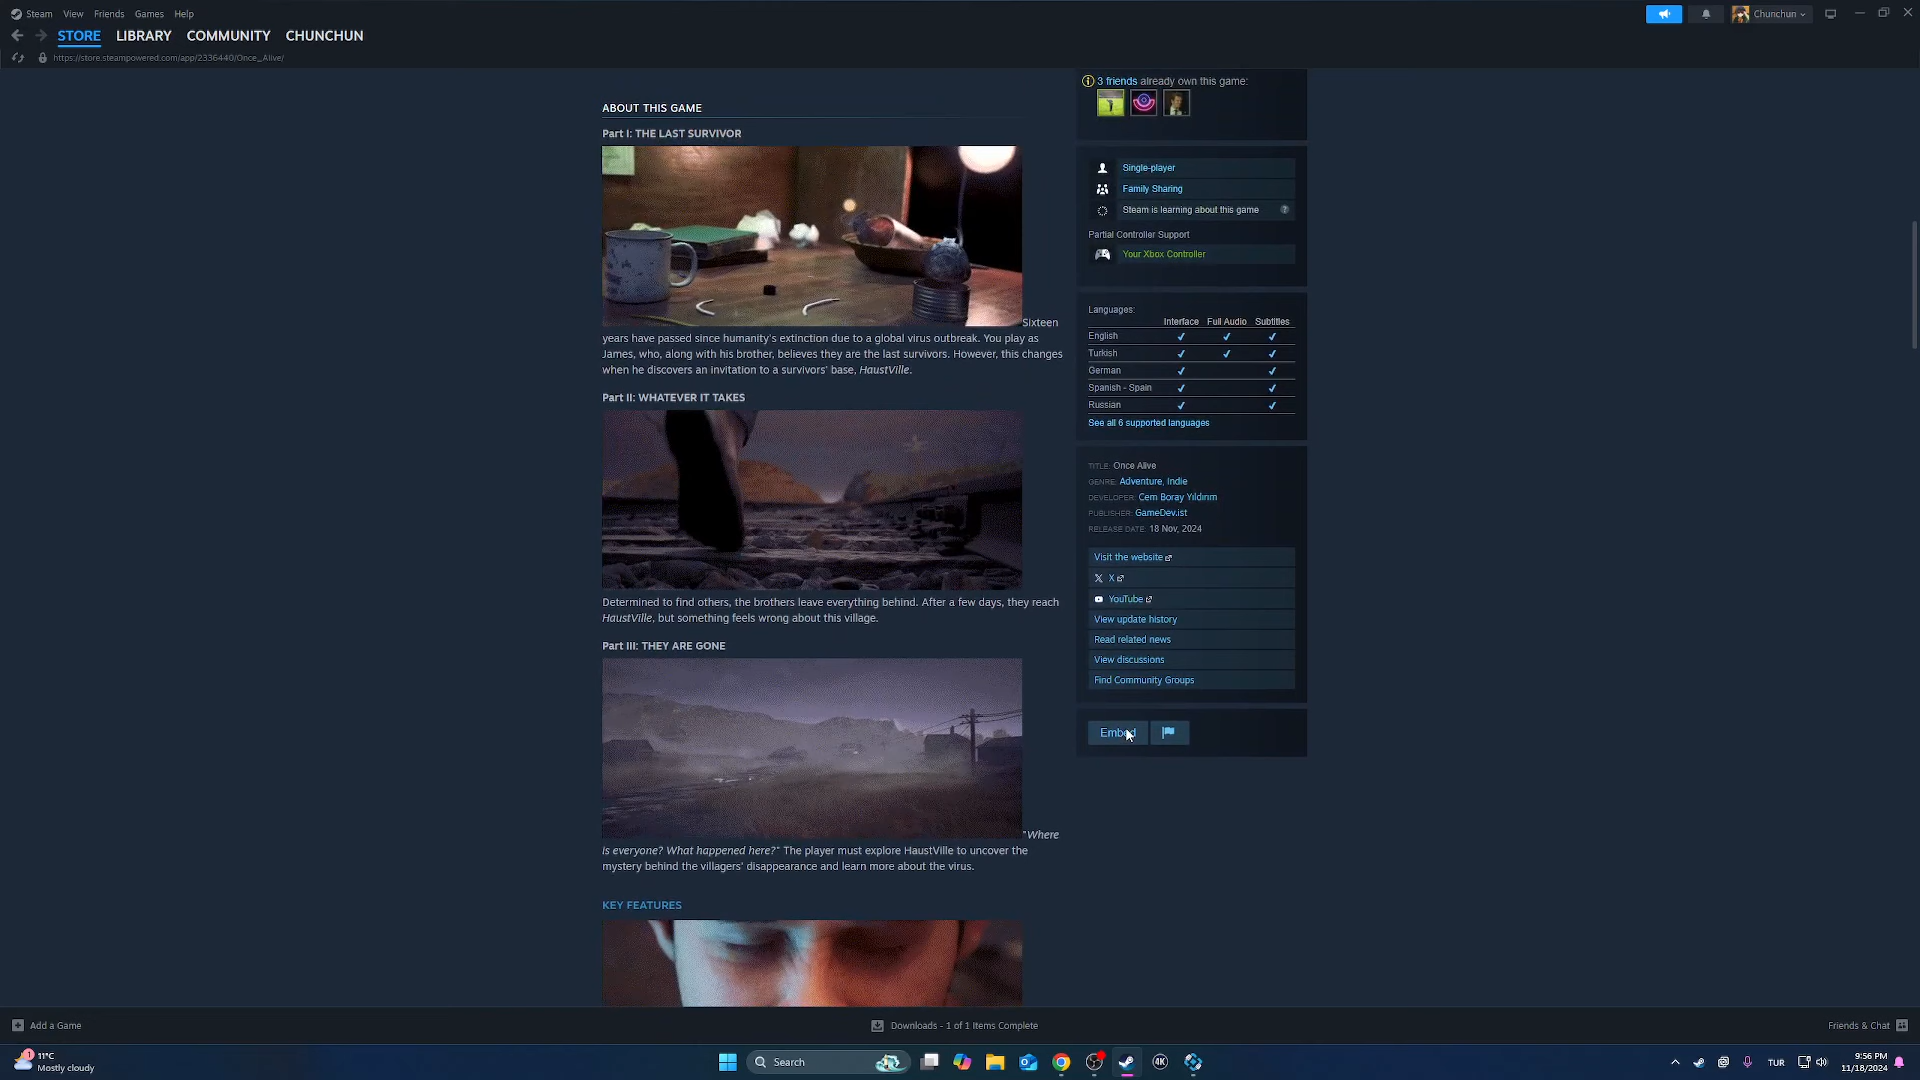 Steam View Friends Games Help
Chunchun
STORE LIBRARY COMMUNITY CHUNCHUN
https://store.steampowered.com/app/2336440/Once_Alive/
ABOUT THIS GAME
Part I: THE LAST SURVIVOR
Sixteen
years have passed since humanity's extinction due to a global virus outbreak. You play as
James, who, along with his brother, believes they are the last survivors. However, this changes
when he discovers an invitation to a survivors' base, HaustVille.
Part II: WHATEVER IT TAKES
Determined to find others, the brothers leave everything behind. After a few days, they reach
HaustVille, but something feels wrong about this village.
Part III: THEY ARE GONE
"Where
is everyone? What happened here?" The player must explore HaustVille to uncover the
mystery behind the villagers' disappearance and learn more about the virus.
KEY FEATURES
3 friends already own this game:
Single-player
Family Sharing
Steam is learning about this game ?
Partial Controller Support
Your Xbox Controller
Languages:
Interface Full Audio Subtitles
English ✔ ✔ ✔
Turkish ✔ ✔ ✔
German ✔ ✔
Spanish - Spain ✔ ✔
Russian ✔ ✔
See all 6 supported languages
TITLE: Once Alive
GENRE: Adventure, Indie
DEVELOPER: Cem Boray Yıldırım
PUBLISHER: GameDev.ist
RELEASE DATE: 18 Nov, 2024
Visit the website
X
YouTube
View update history
Read related news
View discussions
Find Community Groups
Embed
Add a Game
Downloads - 1 of 1 Items Complete
Friends & Chat
1
11°C
Mostly cloudy
Search
4K
TUR
9:56 PM
11/18/2024